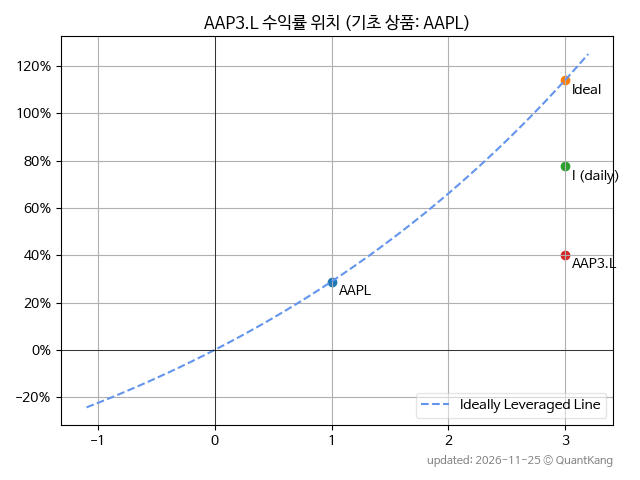 AAP3.L 수익률 위치 (기초 상품: AAPL)
120%
100%
80%
60%
40%
20%
0%
−20%
Ideal
I (daily)
AAP3.L
AAPL
Ideally Leveraged Line
−1
0
1
2
3
updated: 2026-11-25 © QuantKang